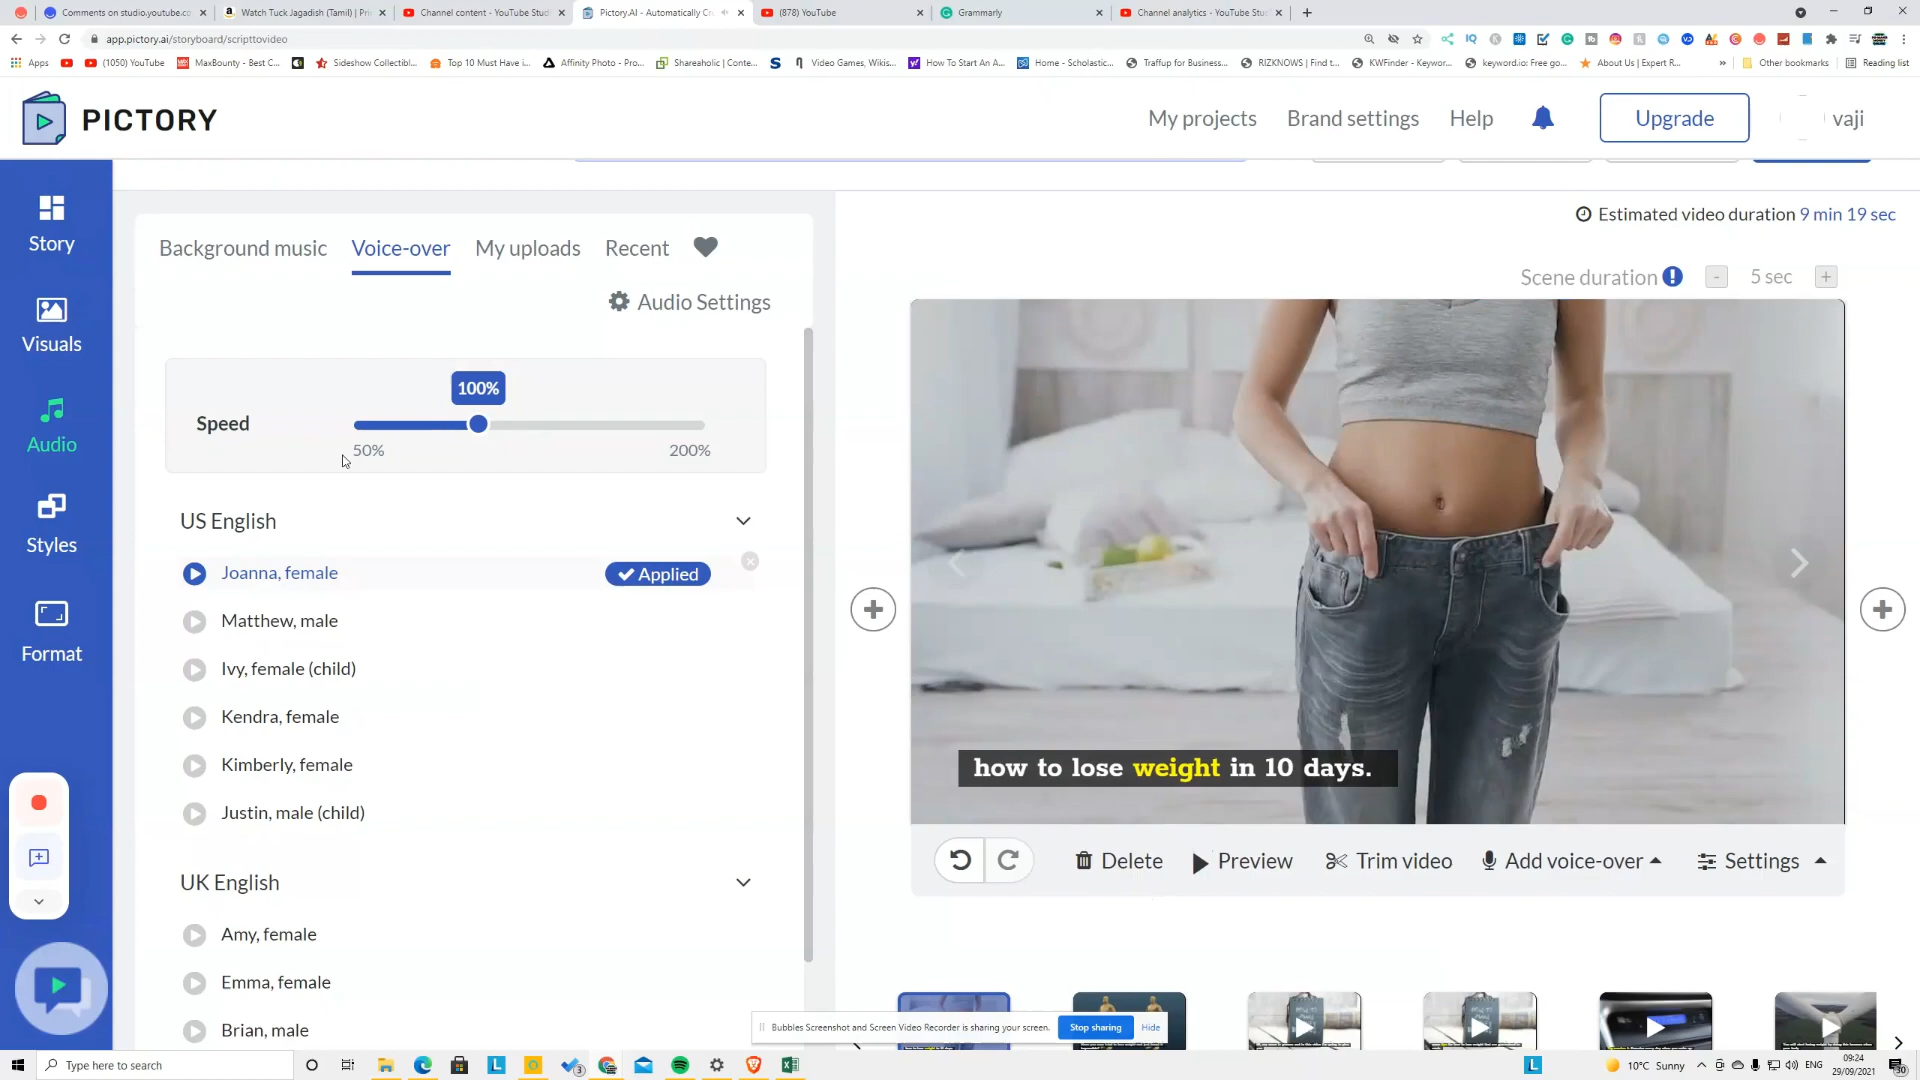 Comments on studio.youtube.co
Watch Tuck Jagadish (Tamil) | Pri
Channel content - YouTube Studi
Pictory.AI - Automatically Cr
(878) YouTube
Grammarly
Channel analytics - YouTube Stu
app.pictory.ai/storyboard/scripttovideo
Apps
(1050) YouTube
MaxBounty - Best C...
Sideshow Collectibl...
Top 10 Must Have i...
Affinity Photo - Pro...
Shareaholic | Conte...
Video Games, Wikis...
How To Start An A...
Home - Scholastic...
Traffup for Business...
RIZKNOWS | Find t...
KWFinder - Keywor...
keyword.io: Free go...
About Us | Expert R...
Other bookmarks
Reading list
PICTORY
My projects
Brand settings
Help
Upgrade
vaji
Story
Visuals
Audio
Styles
Format
Background music
Voice-over
My uploads
Recent
Audio Settings
Speed
100%
50%
200%
US English
Joanna, female
Applied
Matthew, male
Ivy, female (child)
Kendra, female
Kimberly, female
Justin, male (child)
UK English
Amy, female
Emma, female
Brian, male
Estimated video duration 9 min 19 sec
Scene duration
- 5 sec +
how to lose weight in 10 days.
Delete
Preview
Trim video
Add voice-over
Settings
Bubbles Screenshot and Screen Video Recorder is sharing your screen.
Stop sharing
Hide
Type here to search
10°C Sunny
ENG
09:24
29/09/2021